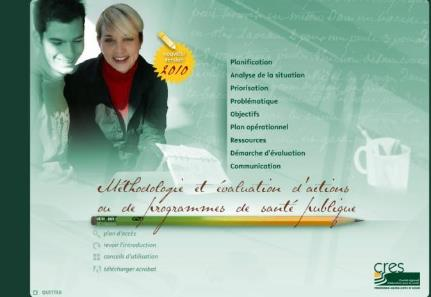 nouvelle
version
2010
Planification
Analyse de la situation
Priorisation
Problématique
Objectifs
Plan opérationnel
Ressources
Démarche d'évaluation
Communication
Méthodologie et évaluation d'actions
ou de programmes de santé publique
plan d'accès
revoir l'introduction
conseils d'utilisation
télécharger acrobat
QUITTER
cres